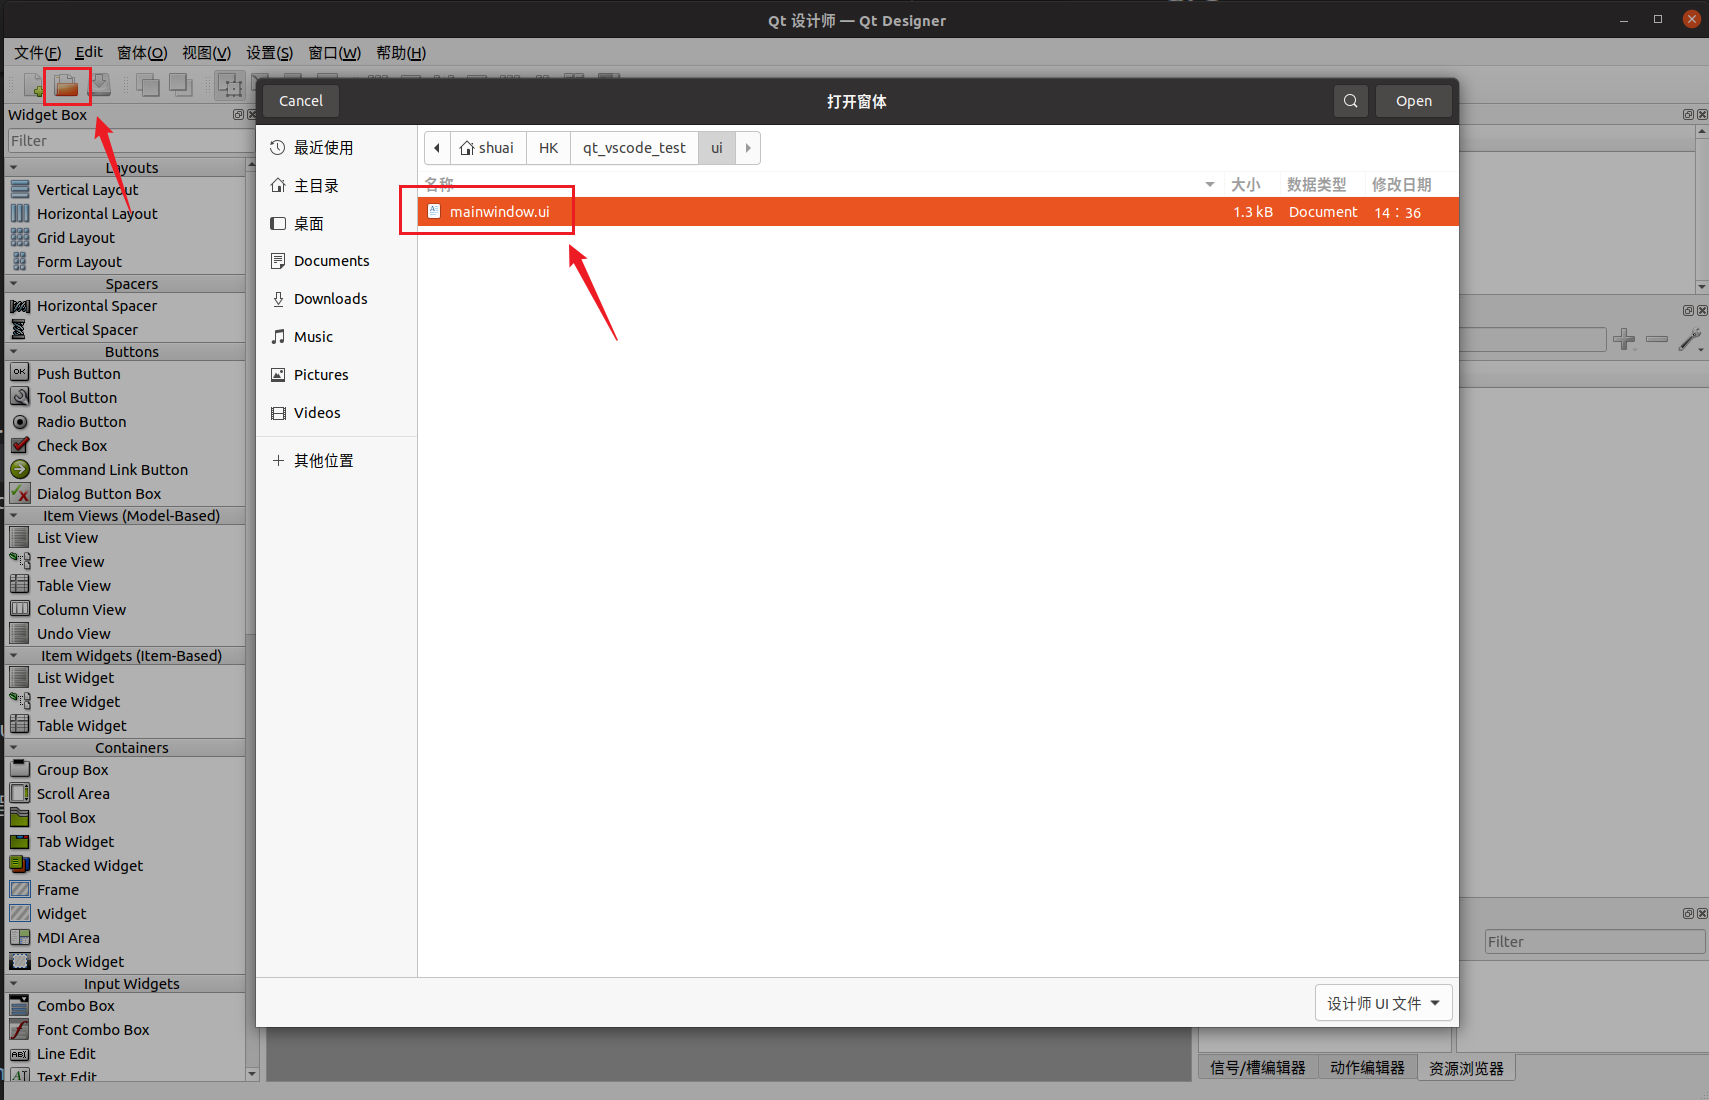 Qt 设计师 — Qt Designer
文件(F) Edit 窗体(O) 视图(V) 设置(S) 窗口(W) 帮助(H)
Cancel 打开窗体 Open
Widget Box
Filter
Layouts
Vertical Layout
Horizontal Layout
Grid Layout
Form Layout
Spacers
Horizontal Spacer
Vertical Spacer
Buttons
Push Button
Tool Button
Radio Button
Check Box
Command Link Button
Dialog Button Box
Item Views (Model-Based)
List View
Tree View
Table View
Column View
Undo View
Item Widgets (Item-Based)
List Widget
Tree Widget
Table Widget
Containers
Group Box
Scroll Area
Tool Box
Tab Widget
Stacked Widget
Frame
Widget
MDI Area
Dock Widget
Input Widgets
Combo Box
Font Combo Box
Line Edit
Text Edit
最近使用
主目录
桌面
Documents
Downloads
Music
Pictures
Videos
其他位置
shuai HK qt_vscode_test ui
名称 大小 数据类型 修改日期
mainwindow.ui 1.3 kB Document 14：36
设计师 UI 文件
Filter
信号/槽编辑器 动作编辑器 资源浏览器